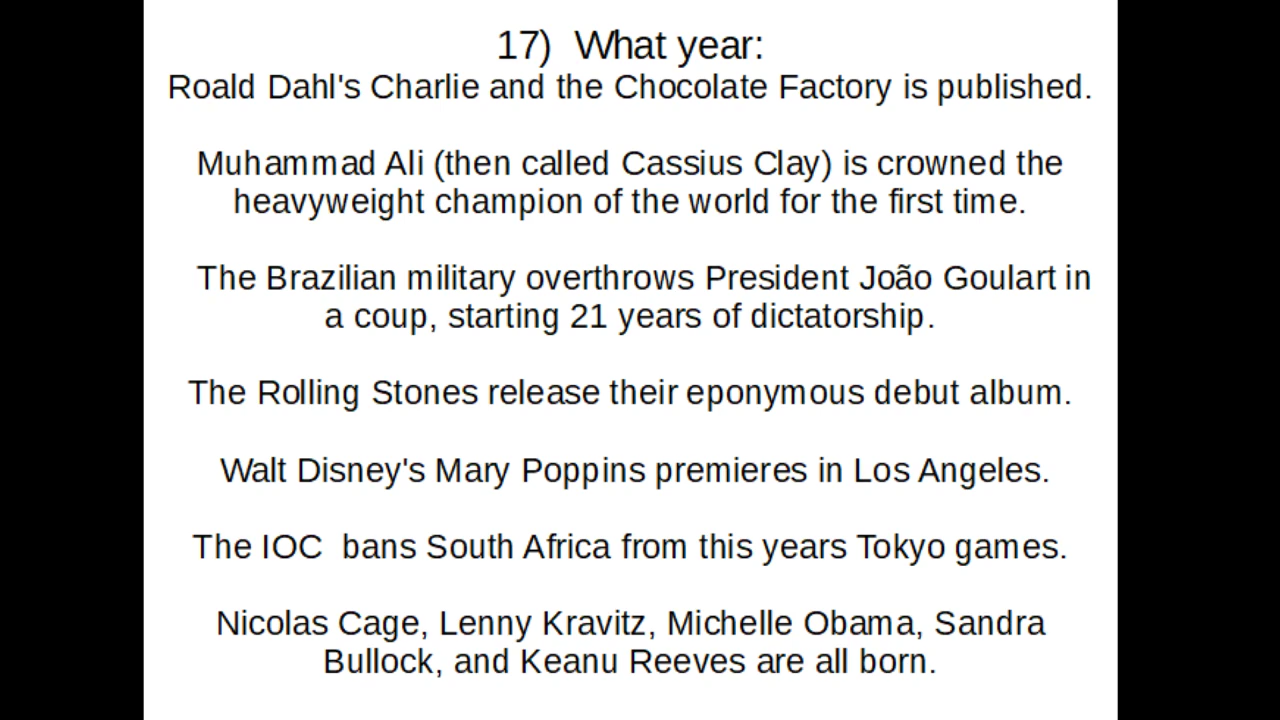 17)  What year:
Roald Dahl's Charlie and the Chocolate Factory is published.
Muhammad Ali (then called Cassius Clay) is crowned the
heavyweight champion of the world for the first time.
The Brazilian military overthrows President João Goulart in
a coup, starting 21 years of dictatorship.
The Rolling Stones release their eponymous debut album.
Walt Disney's Mary Poppins premieres in Los Angeles.
The IOC  bans South Africa from this years Tokyo games.
Nicolas Cage, Lenny Kravitz, Michelle Obama, Sandra
Bullock, and Keanu Reeves are all born.